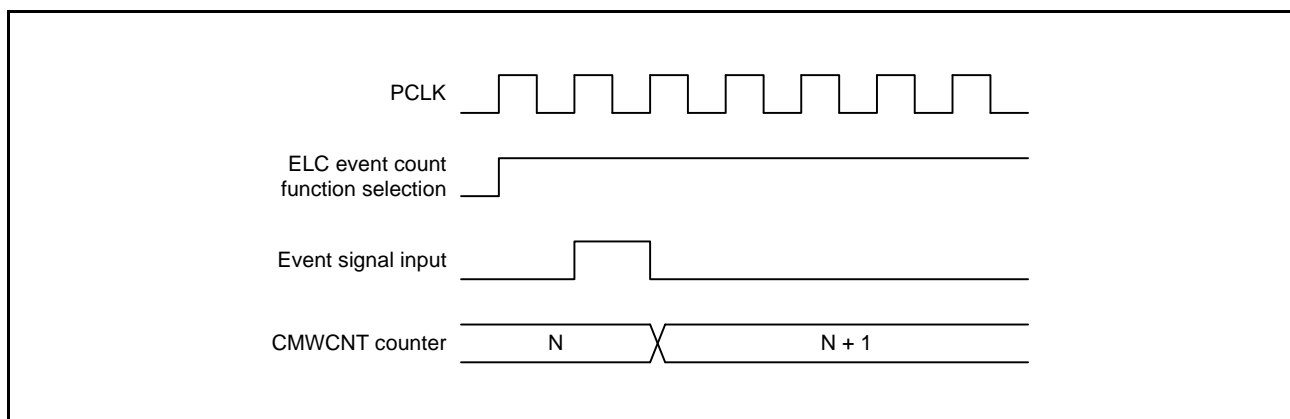 PCLK
ELC event count
function selection
Event signal input
CMWCNT counter
N
N + 1